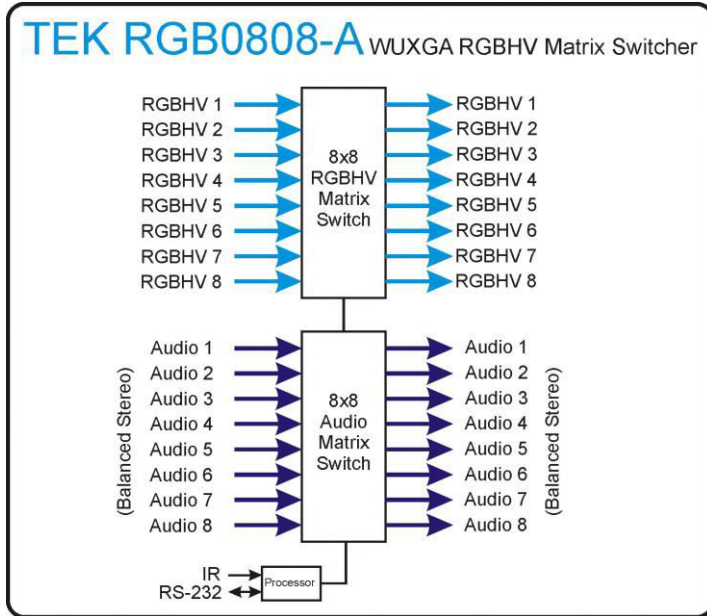 TEK RGB0808-A WUXGA RGBHV Matrix Switcher
RGBHV 1
RGBHV 2
RGBHV 3
RGBHV 4
RGBHV 5
RGBHV 6
RGBHV 7
RGBHV 8
8x8
RGBHV
Matrix
Switch
RGBHV 1
RGBHV 2
RGBHV 3
RGBHV 4
RGBHV 5
RGBHV 6
RGBHV 7
RGBHV 8
(Balanced Stereo)
Audio 1
Audio 2
Audio 3
Audio 4
Audio 5
Audio 6
Audio 7
Audio 8
8x8
Audio
Matrix
Switch
Audio 1
Audio 2
Audio 3
Audio 4
Audio 5
Audio 6
Audio 7
Audio 8
(Balanced Stereo)
IR
RS-232
Processor